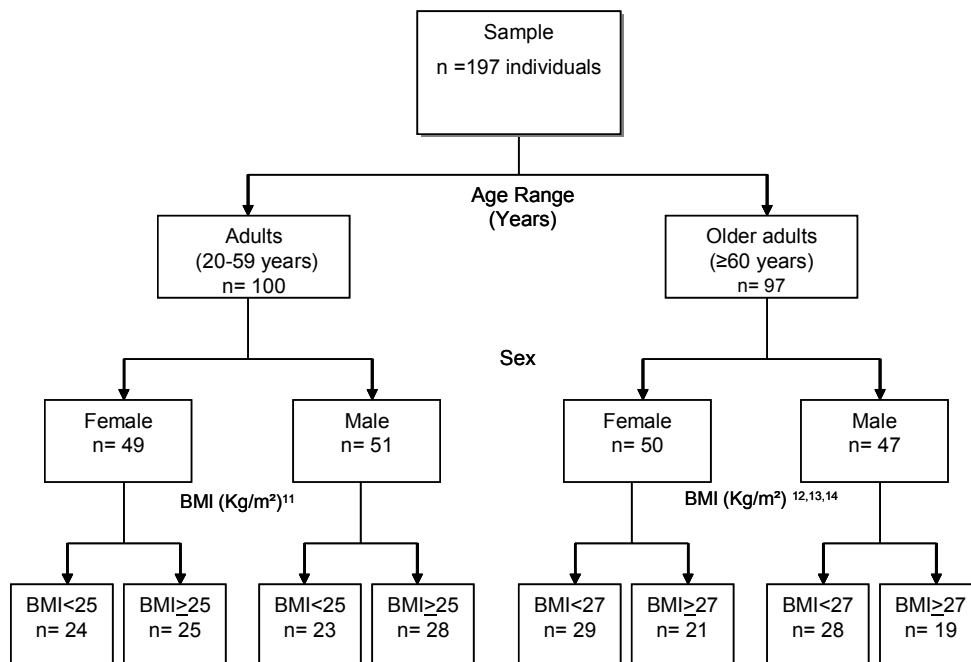 Sample
n =197 individuals
Age Range
(Years)
Adults
(20-59 years)
n= 100
Older adults
(≥60 years)
n= 97
Sex
Female
n= 49
Male
n= 51
Female
n= 50
Male
n= 47
BMI (Kg/m²)¹¹
BMI (Kg/m²) ¹²,¹³,¹⁴
BMI<25
n= 24
BMI≥25
n= 25
BMI<25
n= 23
BMI≥25
n= 28
BMI<27
n= 29
BMI≥27
n= 21
BMI<27
n= 28
BMI≥27
n= 19